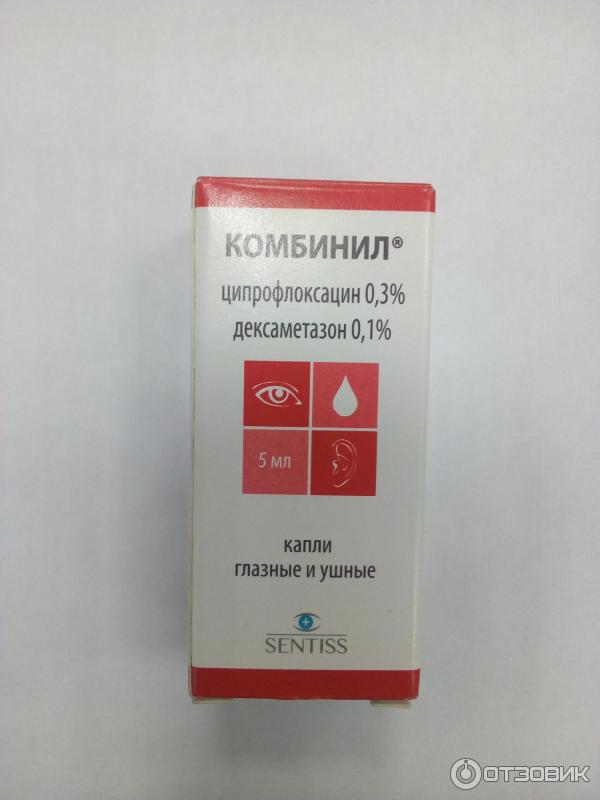 КОМБИНИЛ®
ципрофлоксацин 0,3%
дексаметазон 0,1%
5 мл
капли
глазные и ушные
SENTISS
ОТЗОВИК